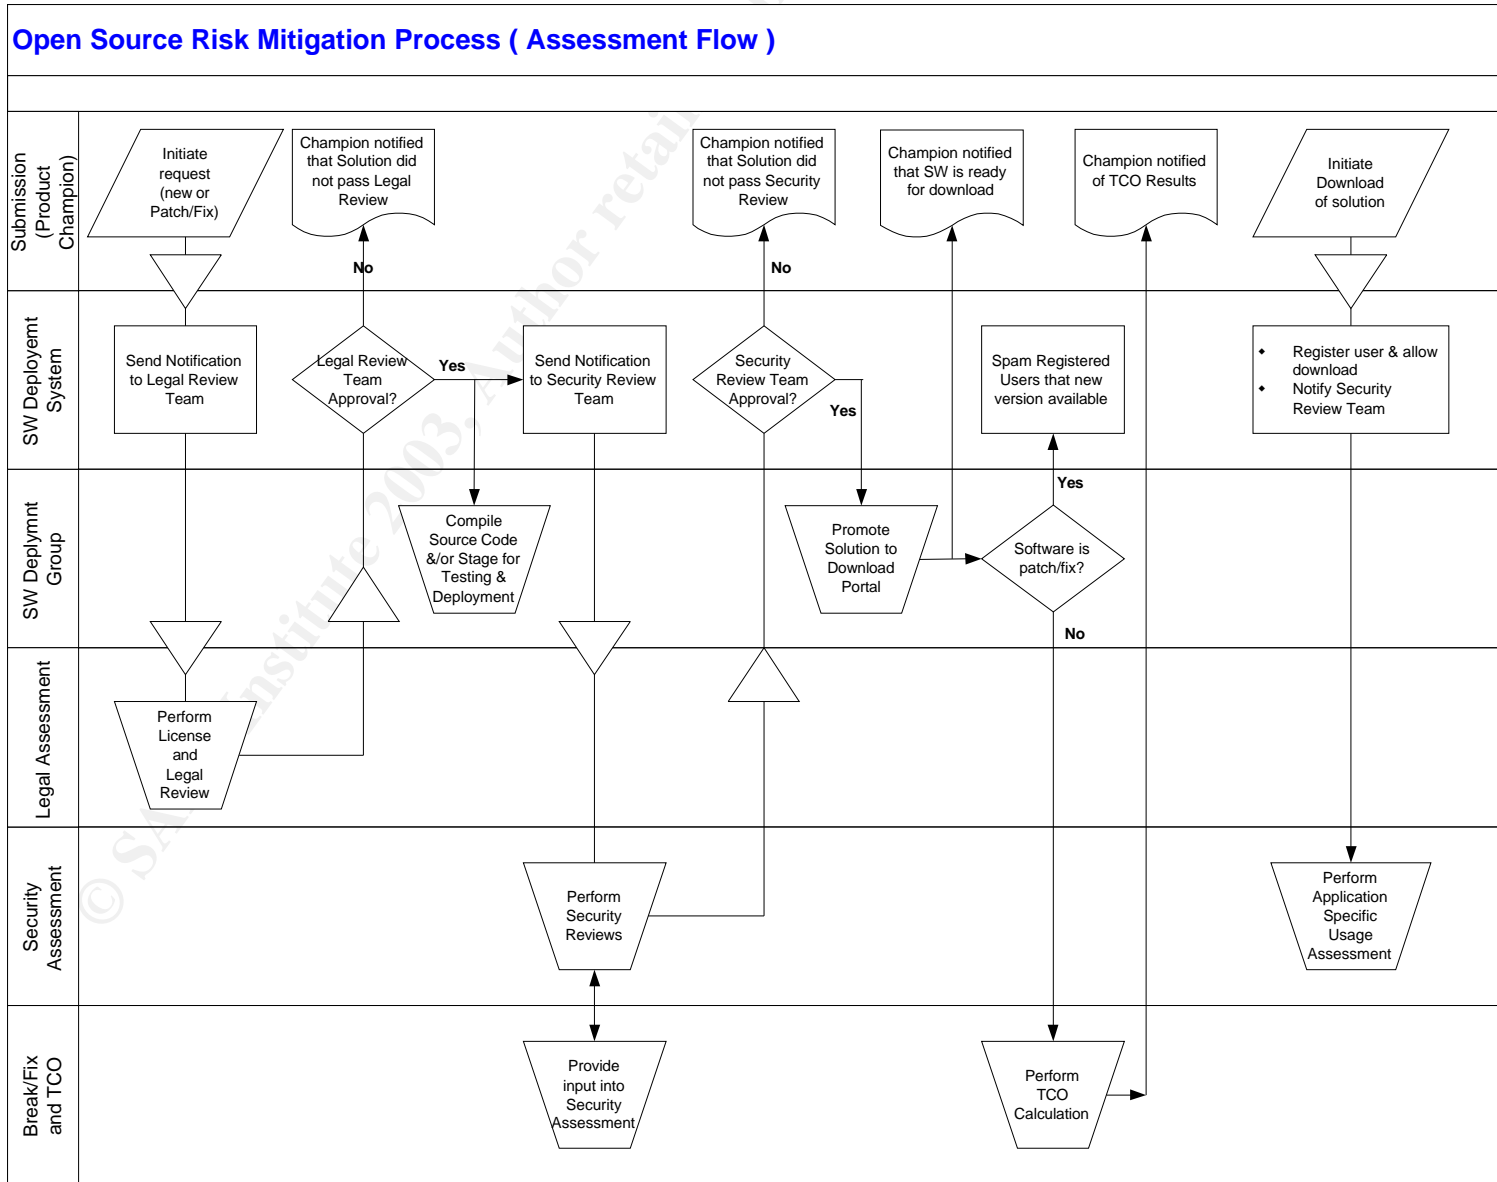 Open Source Risk Mitigation Process ( Assessment Flow )
Submission
(Product
Champion)
Initiate
request
(new or
Patch/Fix)
Champion notified
that Solution did
not pass Legal
Review
Champion notified
that Solution did
not pass Security
Review
Champion notified
that SW is ready
for download
Champion notified
of TCO Results
Initiate
Download
of solution
No
No
SW Deployemt
System
Send Notification
to Legal Review
Team
Legal Review
Team
Approval?
Yes
Send Notification
to Security Review
Team
Security
Review Team
Approval?
Yes
Spam Registered
Users that new
version available
◆ Register user & allow
download
◆ Notify Security
Review Team
SW Deplymnt
Group
Compile
Source Code
&/or Stage for
Testing &
Deployment
Promote
Solution to
Download
Portal
Yes
Software is
patch/fix?
No
Legal Assessment
Perform
License
and
Legal
Review
Security
Assessment
Perform
Security
Reviews
Perform
Application
Specific
Usage
Assessment
Break/Fix
and TCO
Provide
input into
Security
Assessment
Perform
TCO
Calculation
© SA Institute 2003, Author retai